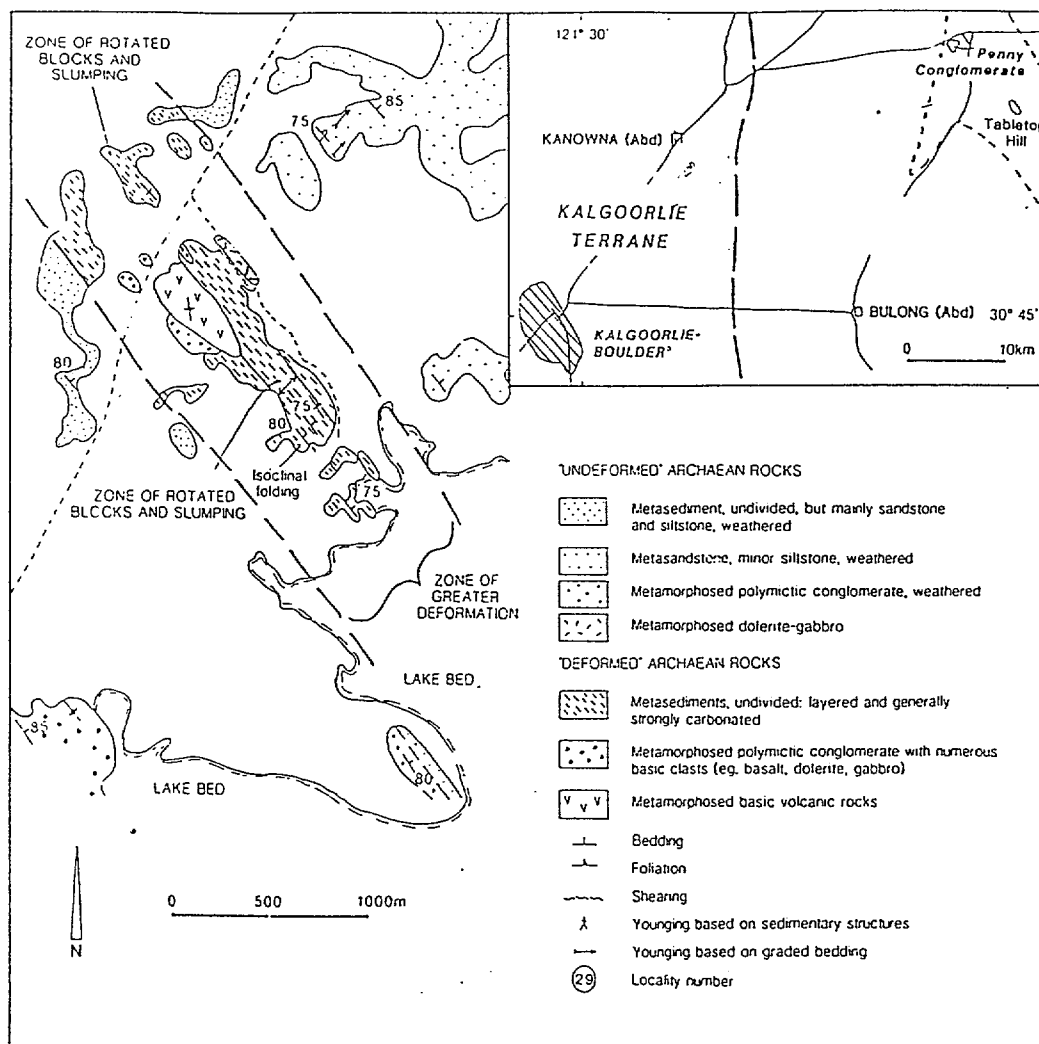 ZONE OF ROTATED
BLOCKS AND SLUMPING
85
75
80
75
80
Isoclinal
folding
75
ZONE OF ROTATED
BLOCKS AND SLUMPING
ZONE OF
GREATER
DEFORMATION
LAKE BED
85
80
LAKE BED
0 500 1000m
N
121° 30'
Penny
Conglomerate
KANOWNA (Abd)
Tabletop
Hill
KALGOORLIE
TERRANE
BULONG (Abd) 30° 45'
KALGOORLIE-
BOULDER
0 10km
'UNDEFORMED' ARCHAEAN ROCKS
Metasediment, undivided, but mainly sandstone
and siltstone, weathered
Metasandstone, minor siltstone, weathered
Metamorphosed polymictic conglomerate, weathered
Metamorphosed dolerite-gabbro
'DEFORMED' ARCHAEAN ROCKS
Metasediments, undivided: layered and generally
strongly carbonated
Metamorphosed polymictic conglomerate with numerous
basic clasts (eg. basalt, dolerite, gabbro)
Metamorphosed basic volcanic rocks
Bedding
Foliation
Shearing
Younging based on sedimentary structures
Younging based on graded bedding
29 Locality number